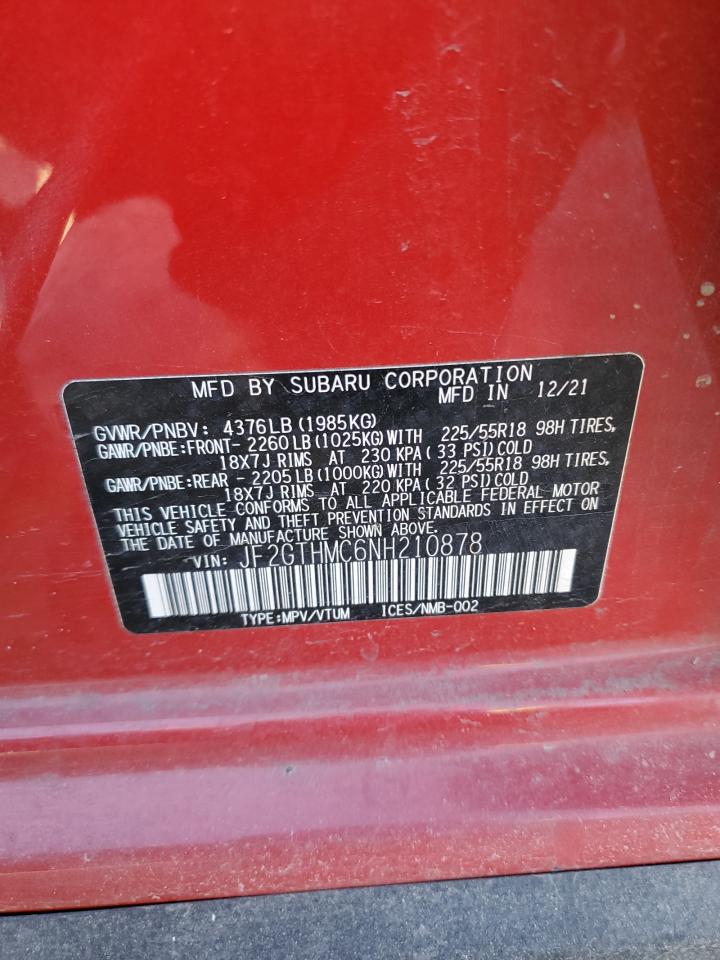 MFD BY SUBARU CORPORATION
MFD IN 12/21
GVWR/PNBV: 4376LB (1985KG)
GAWR/PNBE:FRONT- 2260LB (1025KG) WITH 225/55R18 98H TIRES,
18X7J RIMS AT 230 KPA ( 33 PSI) COLD
GAWR/PNBE:REAR - 2205LB (1000KG) WITH 225/55R18 98H TIRES,
18X7J RIMS AT 220 KPA ( 32 PSI) COLD
THIS VEHICLE CONFORMS TO ALL APPLICABLE FEDERAL MOTOR
VEHICLE SAFETY AND THEFT PREVENTION STANDARDS IN EFFECT ON
THE DATE OF MANUFACTURE SHOWN ABOVE.
VIN: JF2GTHMC6NH210878
TYPE:MPV/VTUM ICES/NMB-002